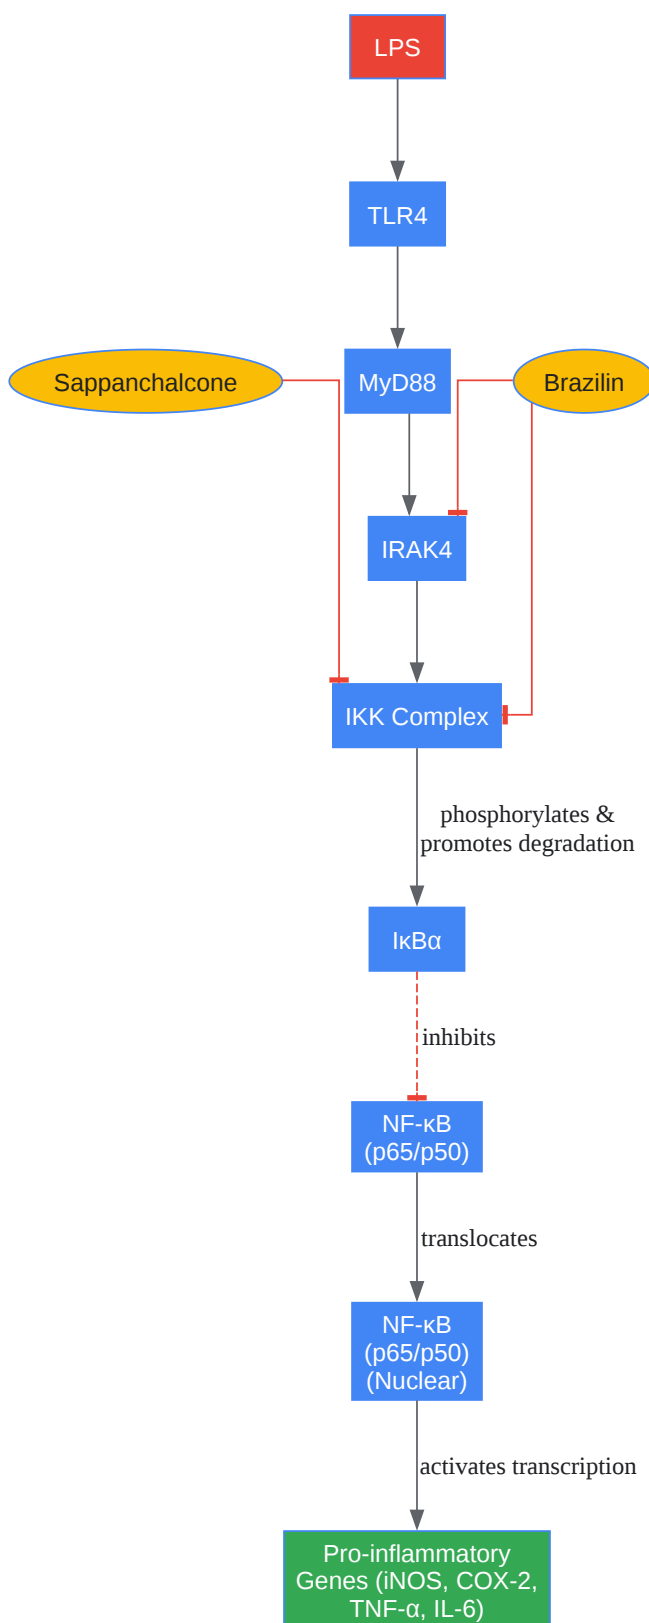 LPS
TLR4
Sappanchalcone
MyD88
Brazilin
IRAK4
IKK Complex
phosphorylates &
promotes degradation
IκBα
inhibits
NF-κB
(p65/p50)
translocates
NF-κB
(p65/p50)
(Nuclear)
activates transcription
Pro-inflammatory
Genes (iNOS, COX-2,
TNF-α, IL-6)